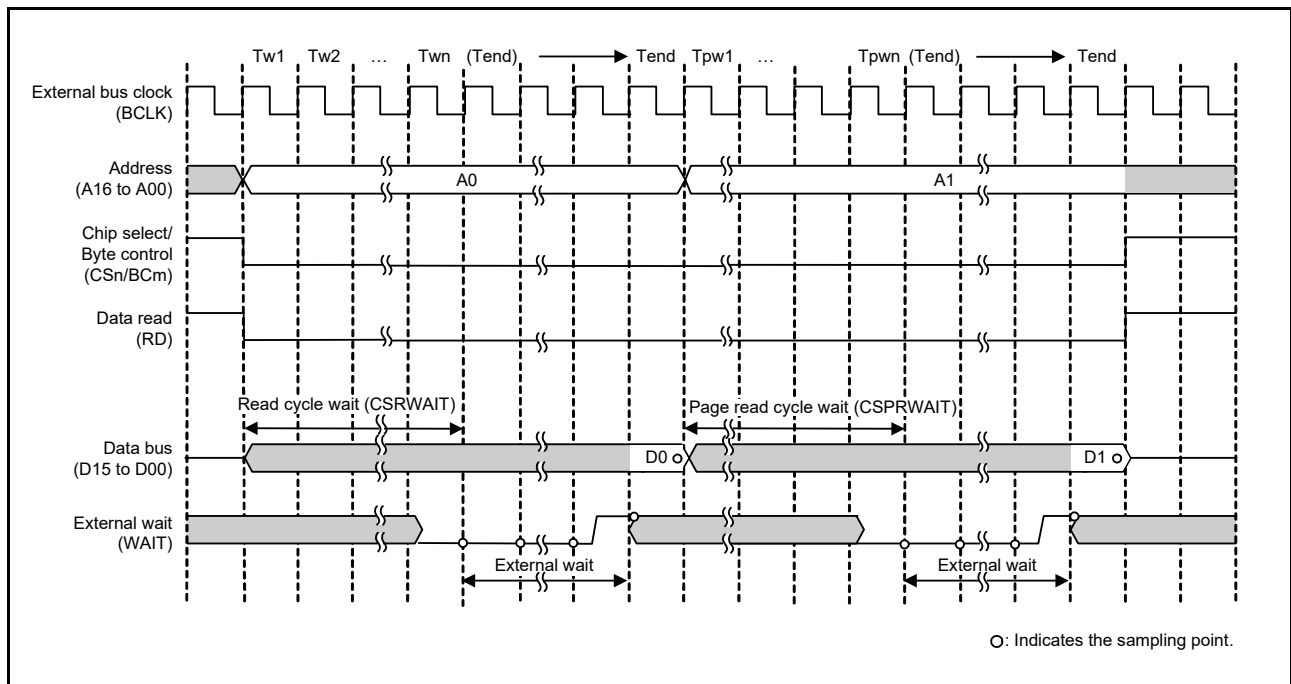 Tw1 Tw2 … Twn (Tend) Tend Tpw1 … Tpwn (Tend) Tend
External bus clock
(BCLK)
Address
(A16 to A00)
A0 A1
Chip select/
Byte control
(CSn/BCm)
Data read
(RD)
Read cycle wait (CSRWAIT) Page read cycle wait (CSPRWAIT)
Data bus
(D15 to D00)
D0 D1
External wait
(WAIT)
External wait External wait
: Indicates the sampling point.